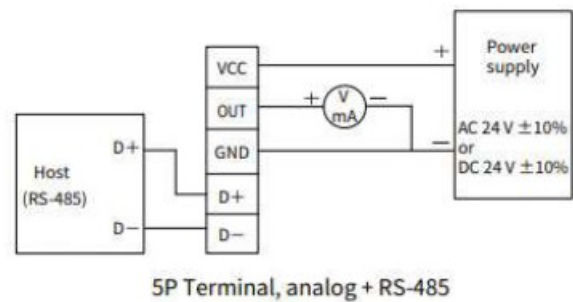 VCC
OUT
GND
D+
D−
Host
(RS-485)
D+
D−
+
V
mA
−
+
−
Power
supply
AC 24 V ±10%
or
DC 24 V ±10%
5P Terminal, analog + RS-485